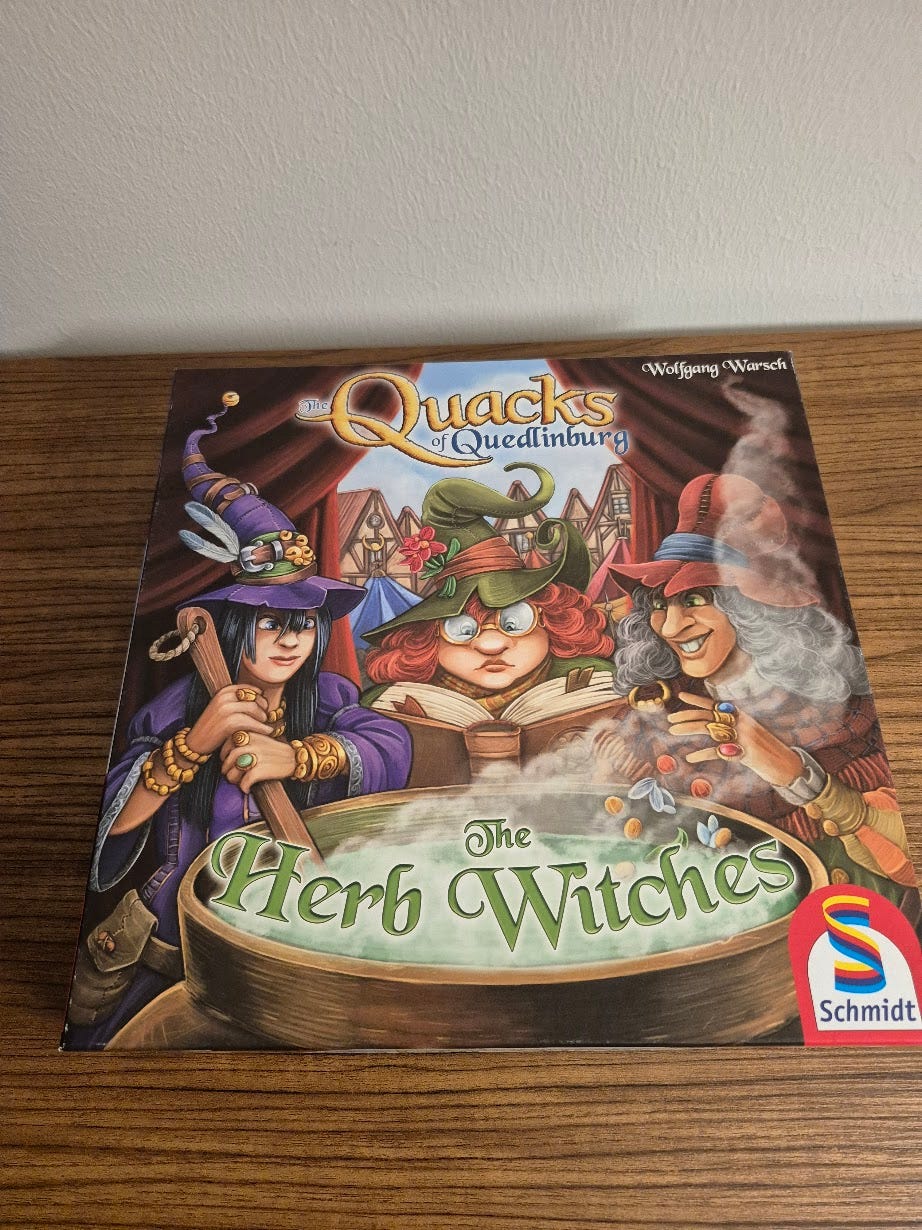 Wolfgang Warsch
The Quacks
of Quedlinburg
The
Herb Witches
Schmidt